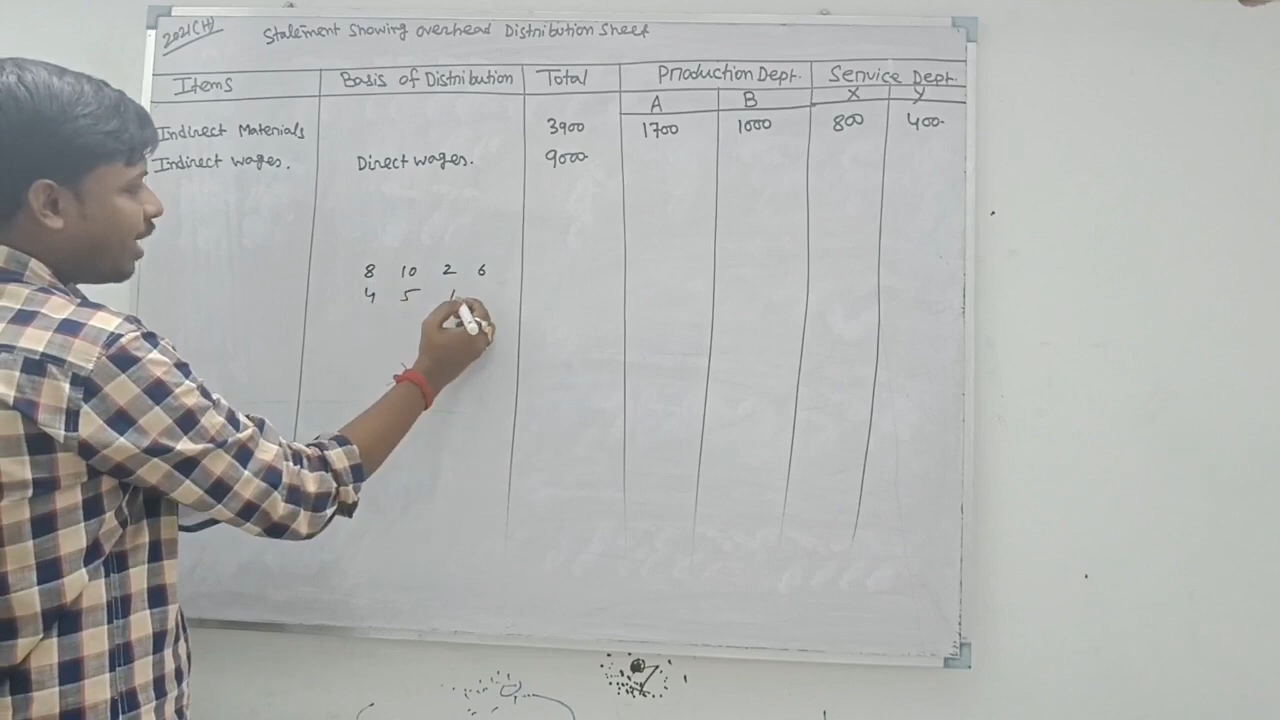 2021(H)
Statement Showing overhead Distribution Sheet
Items Basis of Distribution Total Production Dept. Service Dept.
A B X Y
Indirect Materials 3900 1700 1000 800 400
Indirect wages. Direct wages. 9000
8 10 2 6
4 5 1